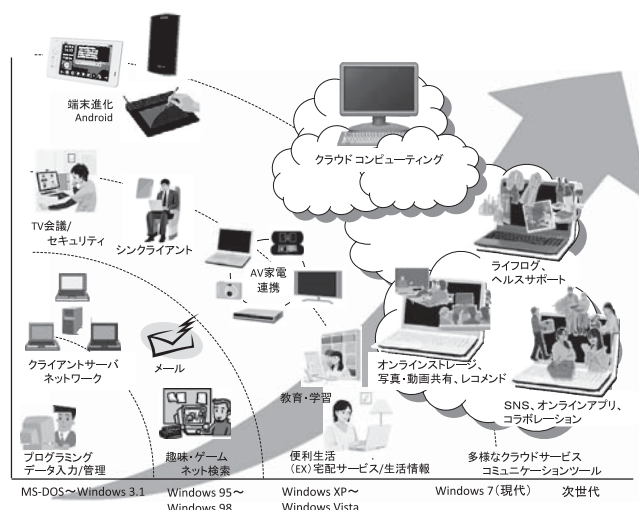 端末進化
Android
クラウド コンピューティング
TV会議/
セキュリティ
シンクライアント
AV家電
連携
ライフログ、
ヘルスサポート
クライアントサーバ
ネットワーク
メール
オンラインストレージ、
写真・動画共有、レコメンド
教育・学習
SNS、オンラインアプリ、
コラボレーション
プログラミング
データ入力/管理
趣味・ゲーム
ネット検索
便利生活
(EX)宅配サービス/生活情報
多様なクラウドサービス
コミュニケーションツール
MS-DOS～Windows 3.1
Windows 95～
Windows 98
Windows XP～
Windows Vista
Windows 7(現代)
次世代